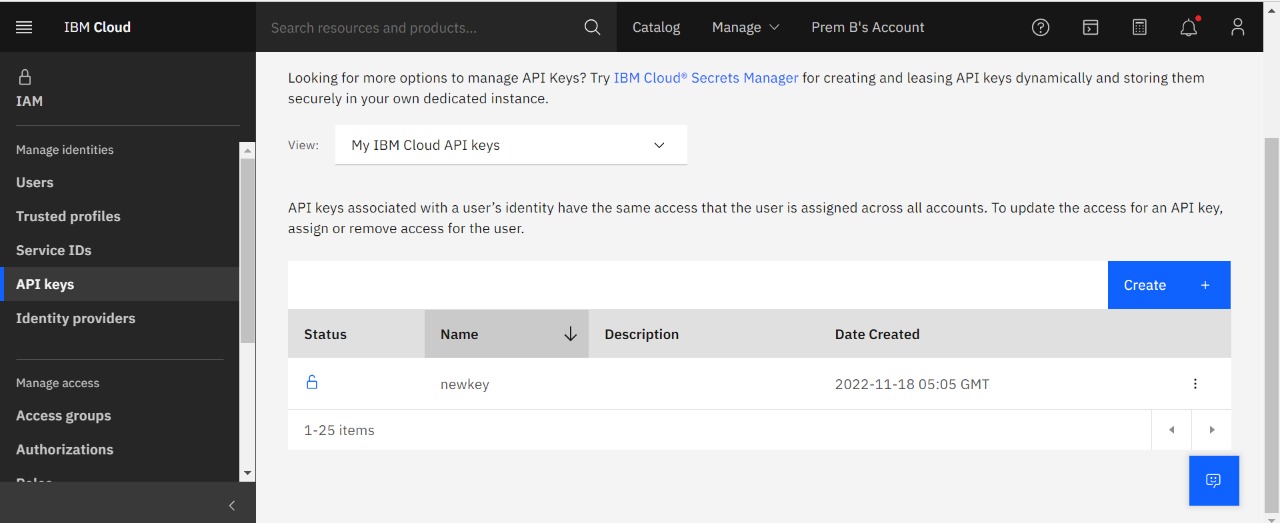 IBM Cloud
Search resources and products...
Catalog
Manage
Prem B's Account
IAM
Manage identities
Users
Trusted profiles
Service IDs
API keys
Identity providers
Manage access
Access groups
Authorizations
Roles
Looking for more options to manage API Keys? Try IBM Cloud® Secrets Manager for creating and leasing API keys dynamically and storing them
securely in your own dedicated instance.
View:
My IBM Cloud API keys
API keys associated with a user’s identity have the same access that the user is assigned across all accounts. To update the access for an API key,
assign or remove access for the user.
Create +
Status Name Description Date Created
newkey 2022-11-18 05:05 GMT
1-25 items